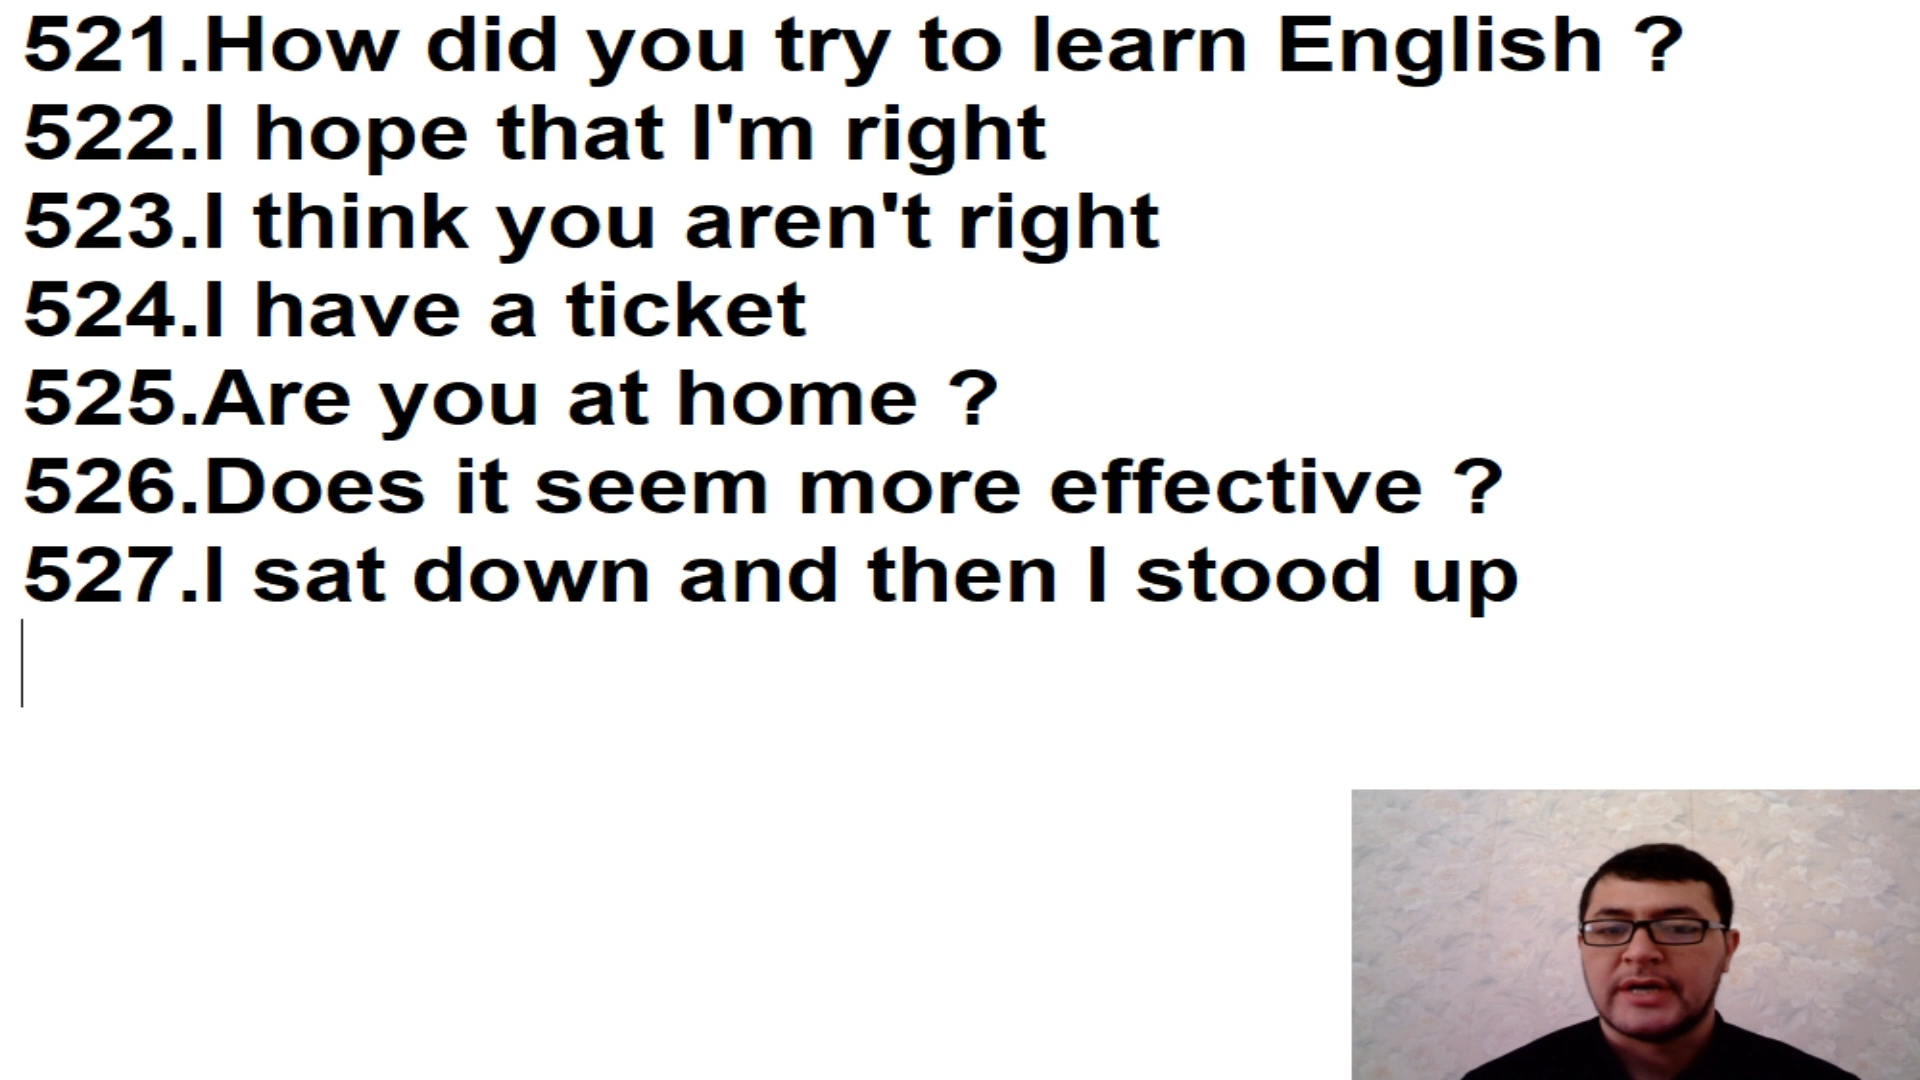 521.How did you try to learn English ?
522.I hope that I'm right
523.I think you aren't right
524.I have a ticket
525.Are you at home ?
526.Does it seem more effective ?
527.I sat down and then I stood up